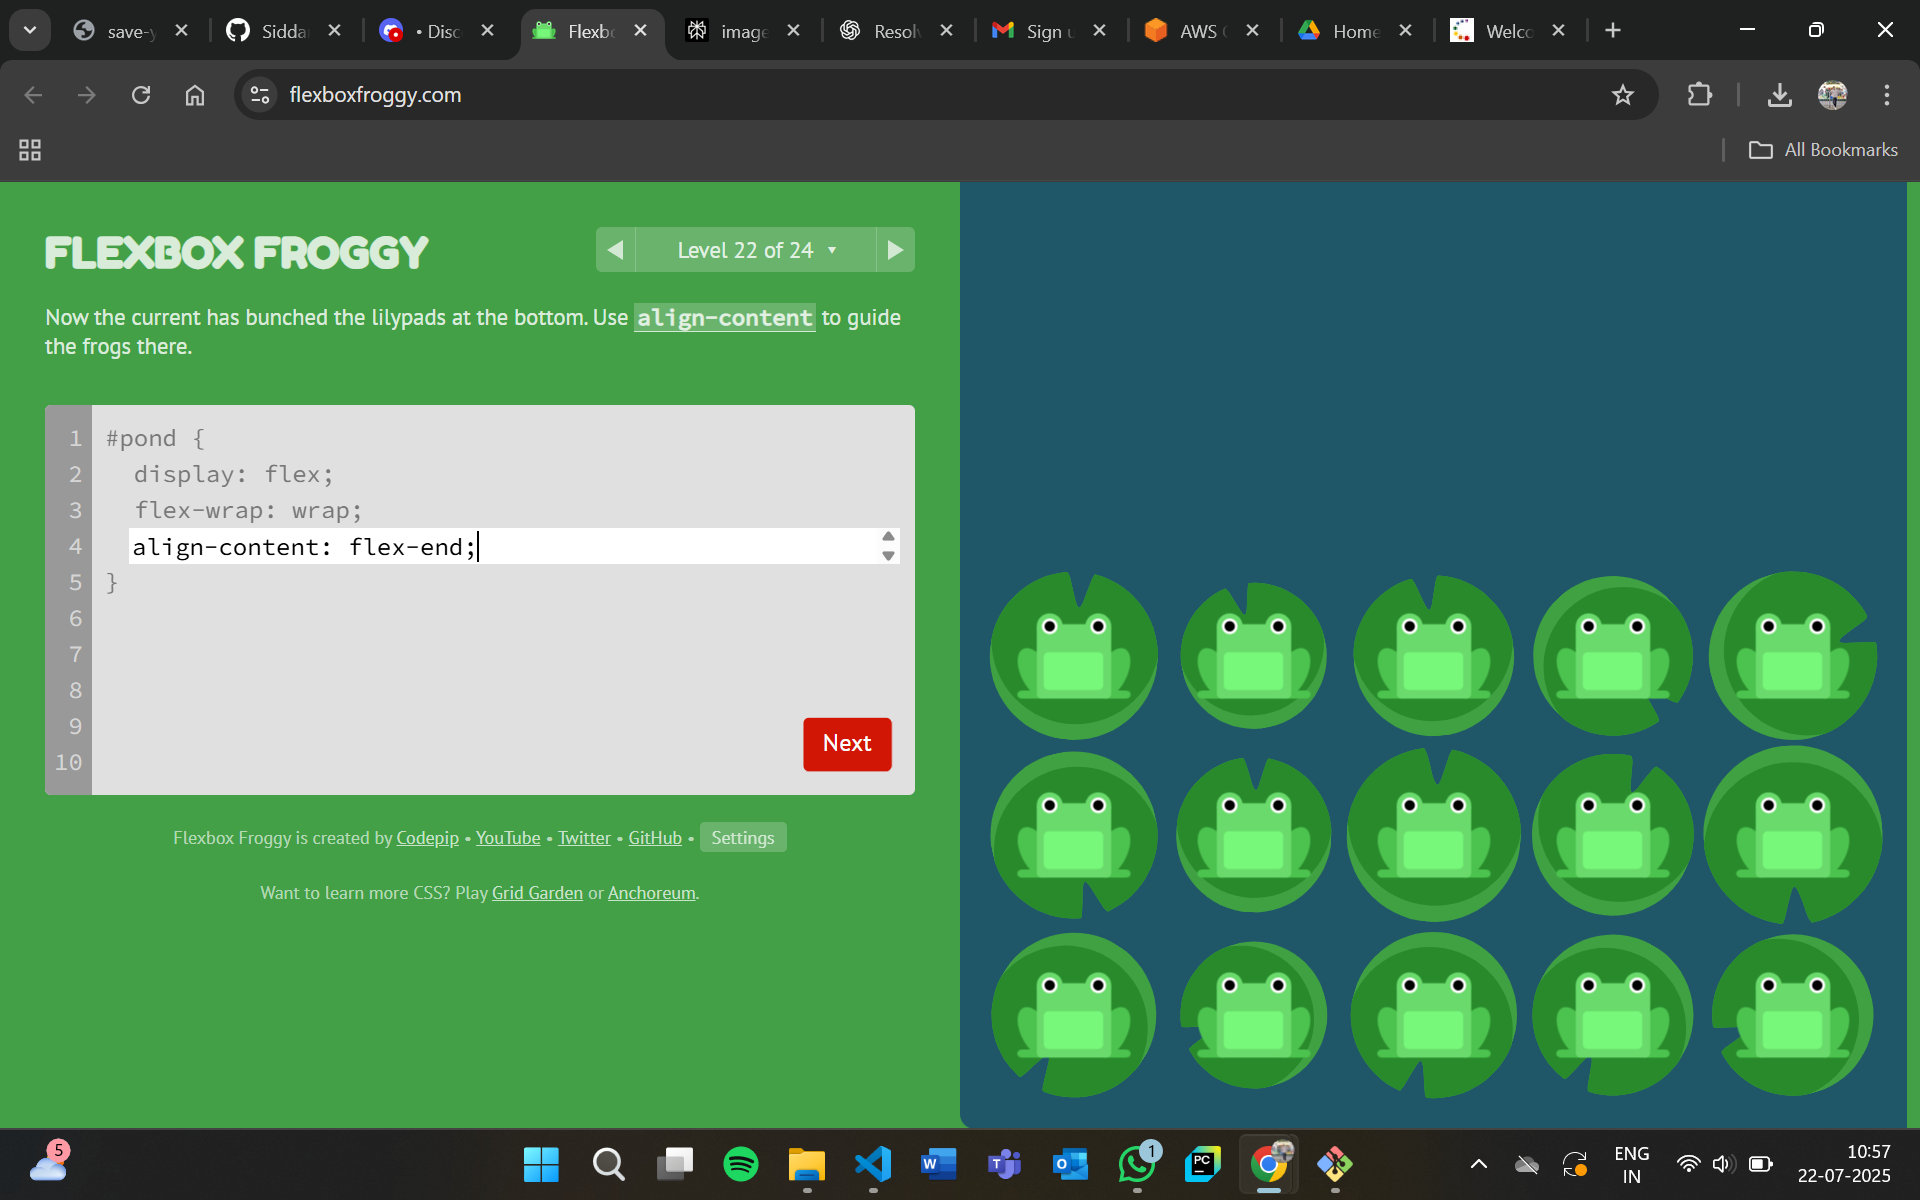 save-y
Sidda
• Disc
Flexbo
image
Resolv
Sign u
AWS
Home
Welco
flexboxfroggy.com
All Bookmarks
FLEXBOX FROGGY
Level 22 of 24
Now the current has bunched the lilypads at the bottom. Use align-content to guide
the frogs there.
1 #pond {
2 display: flex;
3 flex-wrap: wrap;
4 align-content: flex-end;
5 }
6
7
8
9
10
Next
Flexbox Froggy is created by Codepip • YouTube • Twitter • GitHub • Settings
Want to learn more CSS? Play Grid Garden or Anchoreum.
5
W
T
O
1
PC
ENG
IN
10:57
22-07-2025